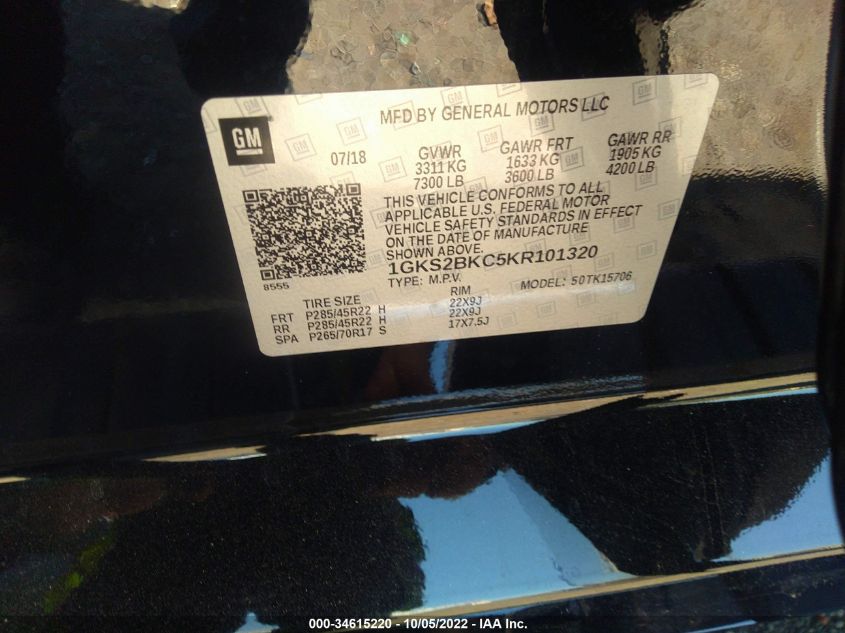 MFD BY GENERAL MOTORS LLC
GM
07/18 GVWR GAWR FRT GAWR RR
3311 KG 1633 KG 1905 KG
7300 LB 3600 LB 4200 LB
THIS VEHICLE CONFORMS TO ALL
APPLICABLE U.S. FEDERAL MOTOR
VEHICLE SAFETY STANDARDS IN EFFECT
ON THE DATE OF MANUFACTURE
SHOWN ABOVE.
8555
1GKS2BKC5KR101320
TYPE: M.P.V. MODEL: 50TK15706
TIRE SIZE RIM
FRT P285/45R22 H 22X9J
RR P285/45R22 H 22X9J
SPA P265/70R17 S 17X7.5J
000-34615220 - 10/05/2022 - IAA Inc.